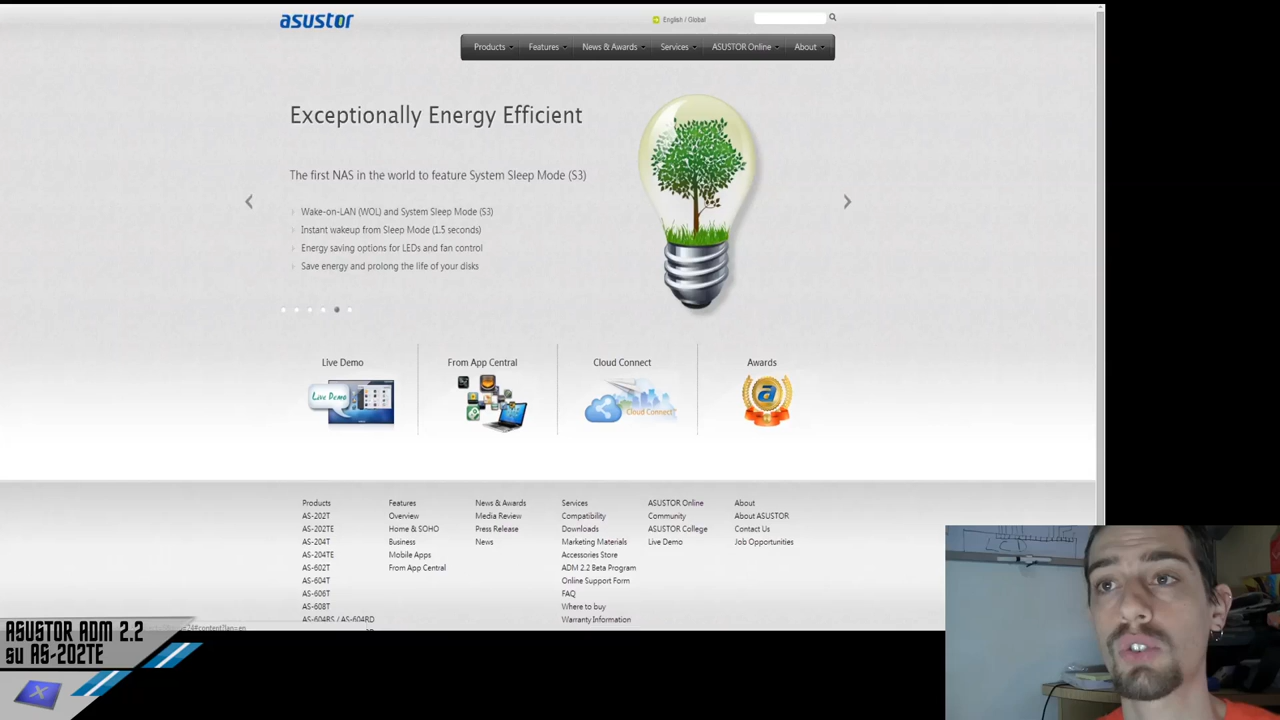 asustor
English / Global
Products
Features
News & Awards
Services
ASUSTOR Online
About
Exceptionally Energy Efficient
The first NAS in the world to feature System Sleep Mode (S3)
Wake-on-LAN (WOL) and System Sleep Mode (S3)
Instant wakeup from Sleep Mode (1.5 seconds)
Energy saving options for LEDs and fan control
Save energy and prolong the life of your disks
Live Demo
From App Central
Cloud Connect
Awards
Live Demo
Cloud Connect
a
Products
AS-202T
AS-202TE
AS-204T
AS-204TE
AS-602T
AS-604T
AS-606T
AS-608T
AS-604RS / AS-604RD
Features
Overview
Home & SOHO
Business
Mobile Apps
From App Central
News & Awards
Media Review
Press Release
News
Services
Compatibility
Downloads
Marketing Materials
Accessories Store
ADM 2.2 Beta Program
Online Support Form
FAQ
Where to buy
Warranty Information
ASUSTOR Online
Community
ASUSTOR College
Live Demo
About
About ASUSTOR
Contact Us
Job Opportunities
LCD
ASUSTOR ADM 2.2
su AS-202TE
X